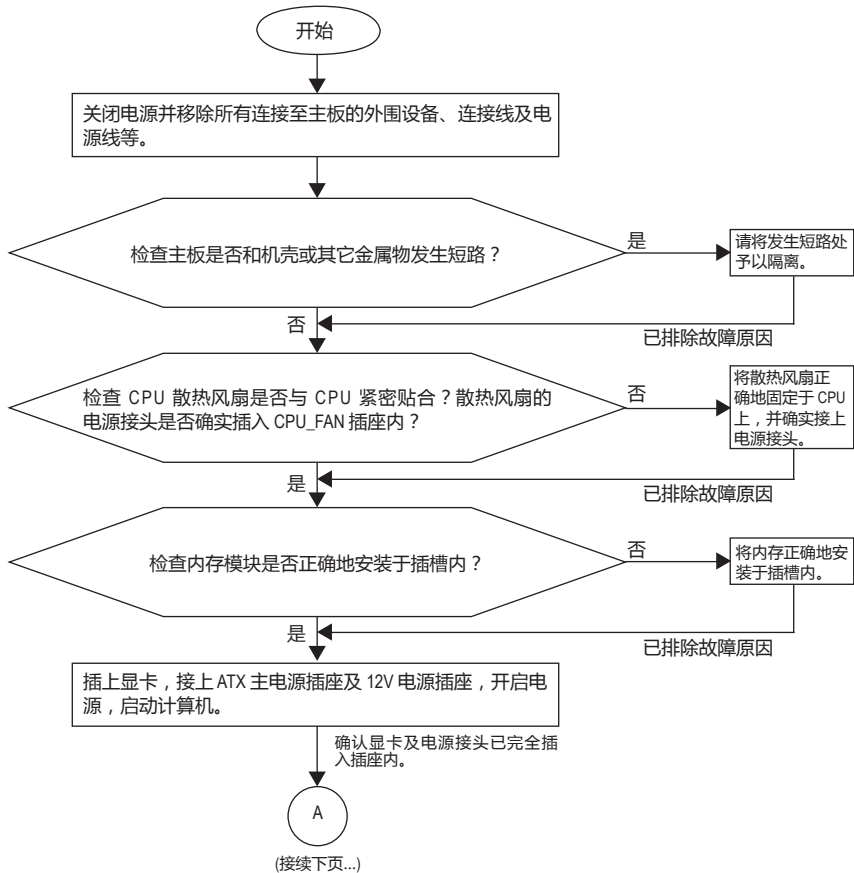 开始
关闭电源并移除所有连接至主板的外围设备、连接线及电
源线等。
检查主板是否和机壳或其它金属物发生短路？
是
请将发生短路处
予以隔离。
否
已排除故障原因
检查 CPU 散热风扇是否与 CPU 紧密贴合？散热风扇的
电源接头是否确实插入 CPU_FAN 插座内？
否
将散热风扇正
确地固定于 CPU
上，并确实接上
电源接头。
是
已排除故障原因
检查内存模块是否正确地安装于插槽内？
否
将内存正确地安
装于插槽内。
是
已排除故障原因
插上显卡，接上 ATX 主电源插座及 12V 电源插座，开启电
源，启动计算机。
确认显卡及电源接头已完全插
入插座内。
A
(接续下页...)